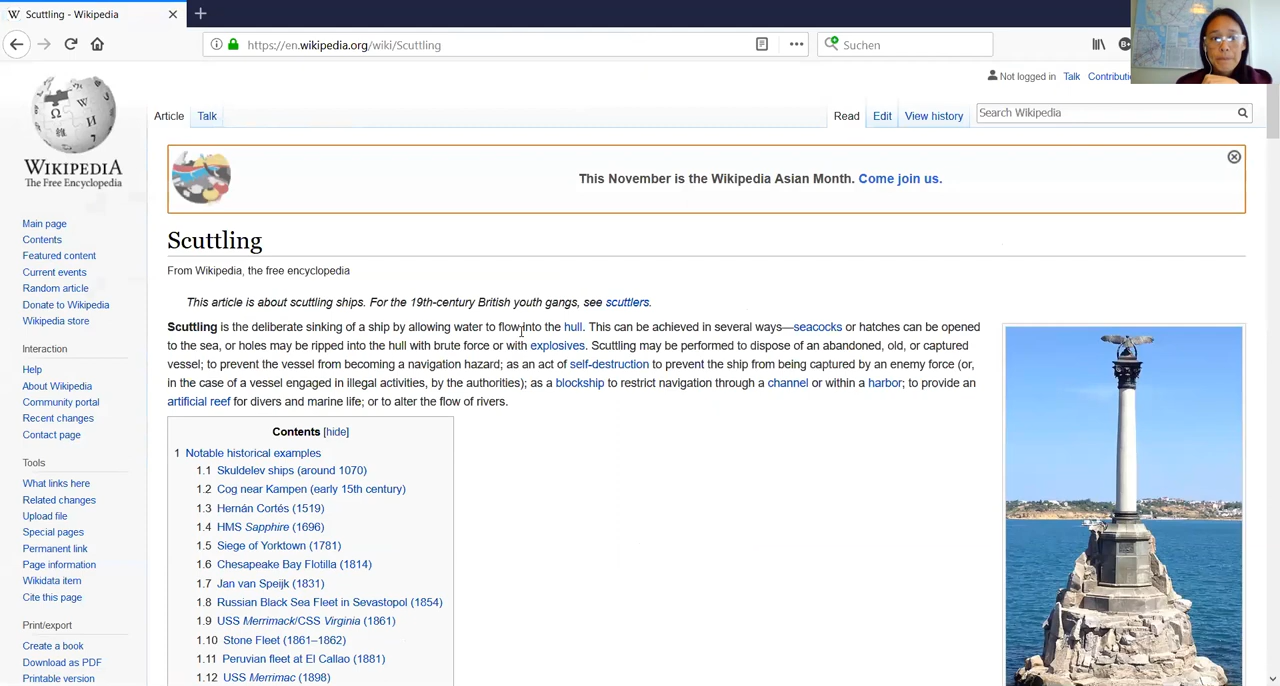 Scuttling - Wikipedia
https://en.wikipedia.org/wiki/Scuttling
Suchen
Not logged in Talk Contributi
WIKIPEDIA
The Free Encyclopedia
Article Talk Read Edit View history Search Wikipedia
This November is the Wikipedia Asian Month. Come join us.
Main page
Contents
Featured content
Current events
Random article
Donate to Wikipedia
Wikipedia store
Interaction
Help
About Wikipedia
Community portal
Recent changes
Contact page
Tools
What links here
Related changes
Upload file
Special pages
Permanent link
Page information
Wikidata item
Cite this page
Print/export
Create a book
Download as PDF
Printable version
Scuttling
From Wikipedia, the free encyclopedia
This article is about scuttling ships. For the 19th-century British youth gangs, see scuttlers.
Scuttling is the deliberate sinking of a ship by allowing water to flow into the hull. This can be achieved in several ways—seacocks or hatches can be opened
to the sea, or holes may be ripped into the hull with brute force or with explosives. Scuttling may be performed to dispose of an abandoned, old, or captured
vessel; to prevent the vessel from becoming a navigation hazard; as an act of self-destruction to prevent the ship from being captured by an enemy force (or,
in the case of a vessel engaged in illegal activities, by the authorities); as a blockship to restrict navigation through a channel or within a harbor; to provide an
artificial reef for divers and marine life; or to alter the flow of rivers.
Contents [hide]
1 Notable historical examples
1.1 Skuldelev ships (around 1070)
1.2 Cog near Kampen (early 15th century)
1.3 Hernán Cortés (1519)
1.4 HMS Sapphire (1696)
1.5 Siege of Yorktown (1781)
1.6 Chesapeake Bay Flotilla (1814)
1.7 Jan van Speijk (1831)
1.8 Russian Black Sea Fleet in Sevastopol (1854)
1.9 USS Merrimack/CSS Virginia (1861)
1.10 Stone Fleet (1861–1862)
1.11 Peruvian fleet at El Callao (1881)
1.12 USS Merrimac (1898)